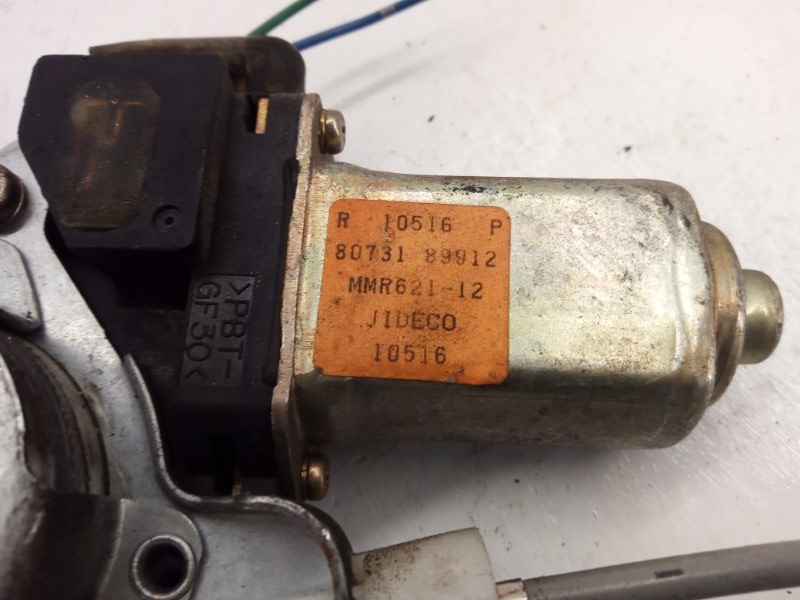 R 10516 P
80731 89912
MMR621-12
JIDECO
10516
>PBT-
GF30<